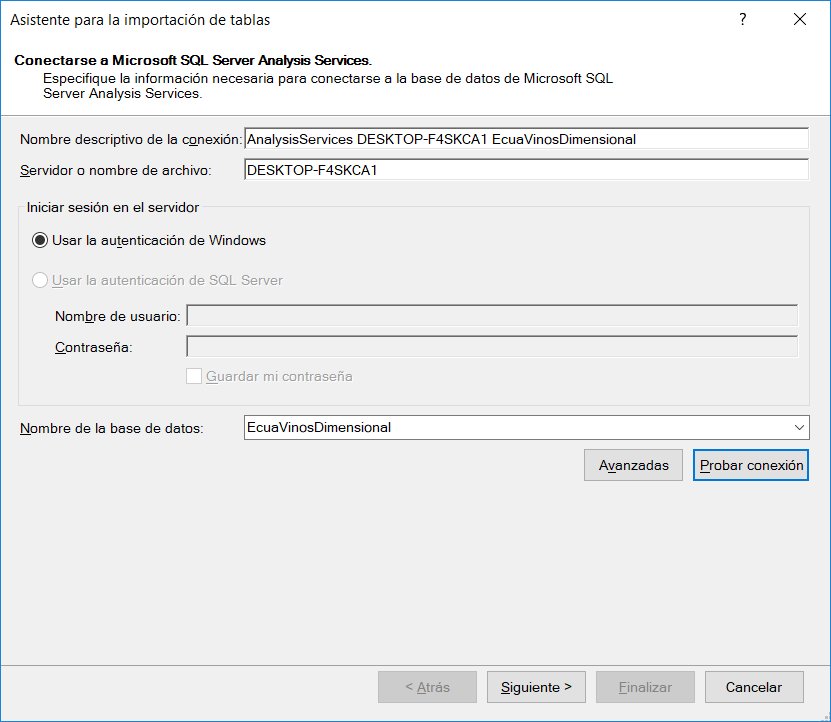 Asistente para la importación de tablas
?
Conectarse a Microsoft SQL Server Analysis Services.
Especifique la información necesaria para conectarse a la base de datos de Microsoft SQL
Server Analysis Services.
Nombre descriptivo de la conexión: AnalysisServices DESKTOP-F4SKCA1 EcuaVinosDimensional
Servidor o nombre de archivo: DESKTOP-F4SKCA1
Iniciar sesión en el servidor
Usar la autenticación de Windows
Usar la autenticación de SQL Server
Nombre de usuario:
Contraseña:
Guardar mi contraseña
Nombre de la base de datos: EcuaVinosDimensional
Avanzadas Probar conexión
< Atrás Siguiente > Finalizar Cancelar